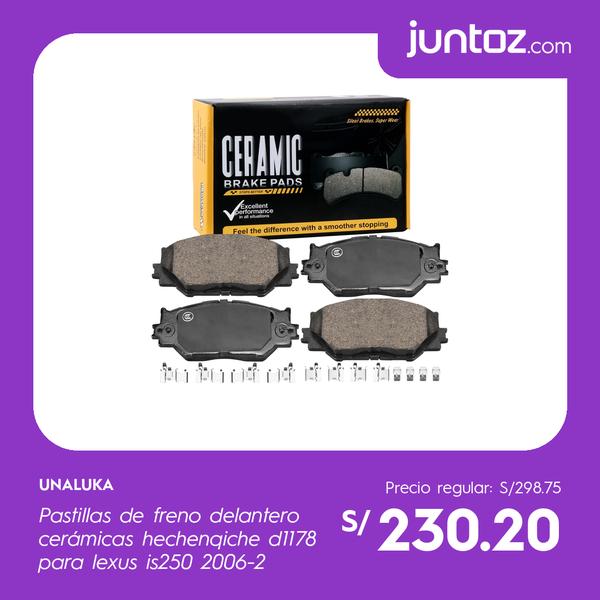 juntoz.com
Silent Brakes, Super Wear
CERAMIC
BRAKE PADS
STOPS BETTER
Excellent
performance
in all situations
Feel the difference with a smoother stopping
UNALUKA
Precio regular: S/298.75
Pastillas de freno delantero
cerámicas hechenqiche d1178
para lexus is250 2006-2
S/ 230.20